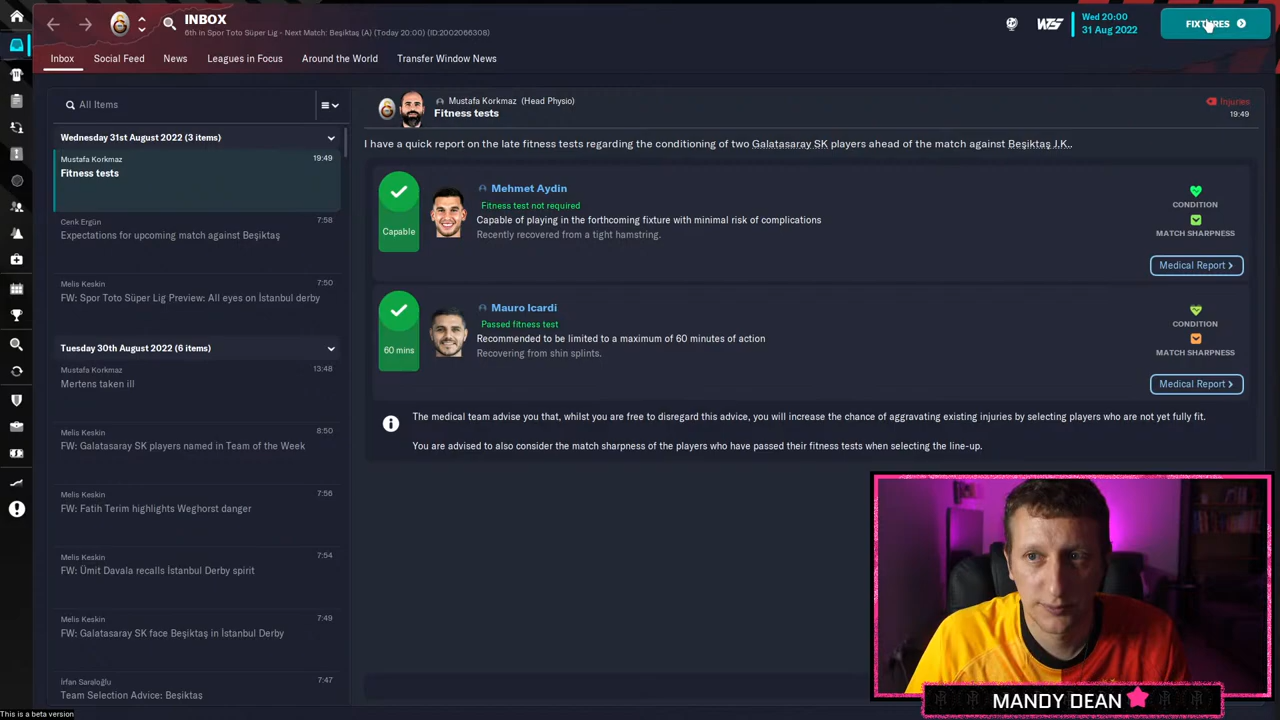 INBOX
6th in Spor Toto Süper Lig - Next Match: Beşiktaş (A) (Today 20:00) (ID:2002066308)
Wed 20:00
31 Aug 2022
FIXTURES
Inbox
Social Feed
News
Leagues in Focus
Around the World
Transfer Window News
All Items
Wednesday 31st August 2022 (3 items)
Mustafa Korkmaz
19:49
Fitness tests
Cenk Ergün
7:58
Expectations for upcoming match against Beşiktaş
Melis Keskin
7:50
FW: Spor Toto Süper Lig Preview: All eyes on İstanbul derby
Tuesday 30th August 2022 (6 items)
Mustafa Korkmaz
13:48
Mertens taken ill
Melis Keskin
8:50
FW: Galatasaray SK players named in Team of the Week
Melis Keskin
7:56
FW: Fatih Terim highlights Weghorst danger
Melis Keskin
7:54
FW: Ümit Davala recalls İstanbul Derby spirit
Melis Keskin
7:49
FW: Galatasaray SK face Beşiktaş in İstanbul Derby
İrfan Saraloğlu
7:47
Team Selection Advice: Beşiktaş
Mustafa Korkmaz (Head Physio)
Fitness tests
Injuries
19:49
I have a quick report on the late fitness tests regarding the conditioning of two Galatasaray SK players ahead of the match against Beşiktaş J.K..
Capable
Mehmet Aydin
Fitness test not required
Capable of playing in the forthcoming fixture with minimal risk of complications
Recently recovered from a tight hamstring.
CONDITION
MATCH SHARPNESS
Medical Report
60 mins
Mauro Icardi
Passed fitness test
Recommended to be limited to a maximum of 60 minutes of action
Recovering from shin splints.
CONDITION
MATCH SHARPNESS
Medical Report
The medical team advise you that, whilst you are free to disregard this advice, you will increase the chance of aggravating existing injuries by selecting players who are not yet fully fit.
You are advised to also consider the match sharpness of the players who have passed their fitness tests when selecting the line-up.
MANDY DEAN
This is a beta version